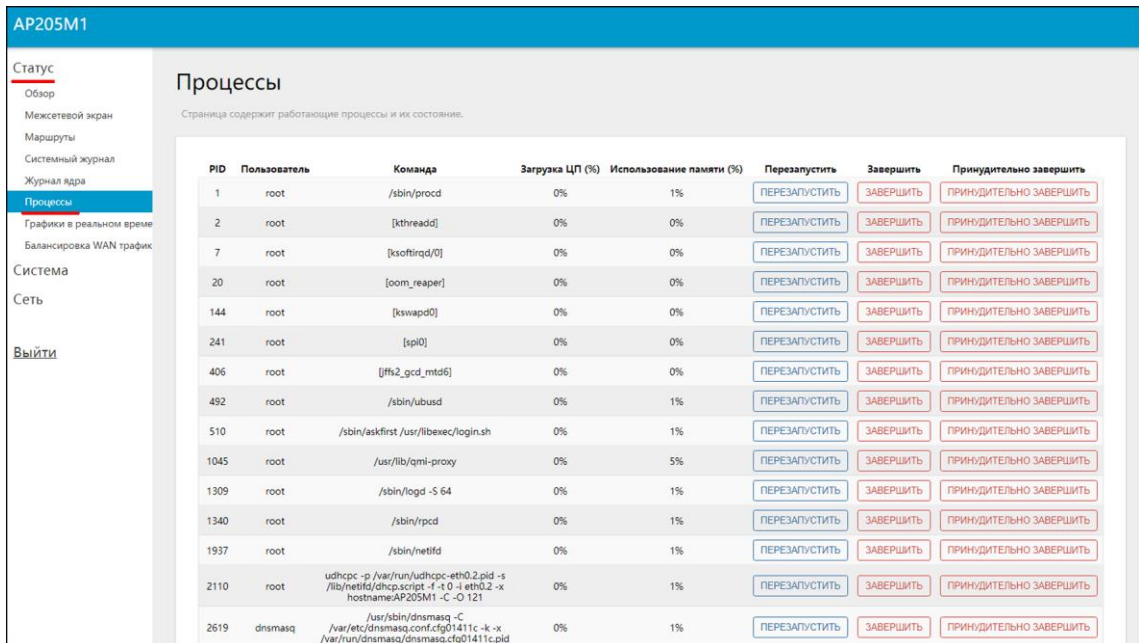 AP205M1
Статус
Обзор
Межсетевой экран
Маршруты
Системный журнал
Журнал ядра
Процессы
Графики в реальном време
Балансировка WAN трафик
Система
Сеть
Выйти
Процессы
Страница содержит работающие процессы и их состояние.
PID Пользователь Команда Загрузка ЦП (%) Использование памяти (%) Перезапустить Завершить Принудительно завершить
1 root /sbin/procd 0% 1% ПЕРЕЗАПУСТИТЬ ЗАВЕРШИТЬ ПРИНУДИТЕЛЬНО ЗАВЕРШИТЬ
2 root [kthreadd] 0% 0% ПЕРЕЗАПУСТИТЬ ЗАВЕРШИТЬ ПРИНУДИТЕЛЬНО ЗАВЕРШИТЬ
7 root [ksoftirqd/0] 0% 0% ПЕРЕЗАПУСТИТЬ ЗАВЕРШИТЬ ПРИНУДИТЕЛЬНО ЗАВЕРШИТЬ
20 root [oom_reaper] 0% 0% ПЕРЕЗАПУСТИТЬ ЗАВЕРШИТЬ ПРИНУДИТЕЛЬНО ЗАВЕРШИТЬ
144 root [kswapd0] 0% 0% ПЕРЕЗАПУСТИТЬ ЗАВЕРШИТЬ ПРИНУДИТЕЛЬНО ЗАВЕРШИТЬ
241 root [spi0] 0% 0% ПЕРЕЗАПУСТИТЬ ЗАВЕРШИТЬ ПРИНУДИТЕЛЬНО ЗАВЕРШИТЬ
406 root [jffs2_gcd_mtd6] 0% 0% ПЕРЕЗАПУСТИТЬ ЗАВЕРШИТЬ ПРИНУДИТЕЛЬНО ЗАВЕРШИТЬ
492 root /sbin/ubusd 0% 1% ПЕРЕЗАПУСТИТЬ ЗАВЕРШИТЬ ПРИНУДИТЕЛЬНО ЗАВЕРШИТЬ
510 root /sbin/askfirst /usr/libexec/login.sh 0% 1% ПЕРЕЗАПУСТИТЬ ЗАВЕРШИТЬ ПРИНУДИТЕЛЬНО ЗАВЕРШИТЬ
1045 root /usr/lib/qmi-proxy 0% 5% ПЕРЕЗАПУСТИТЬ ЗАВЕРШИТЬ ПРИНУДИТЕЛЬНО ЗАВЕРШИТЬ
1309 root /sbin/logd -S 64 0% 1% ПЕРЕЗАПУСТИТЬ ЗАВЕРШИТЬ ПРИНУДИТЕЛЬНО ЗАВЕРШИТЬ
1340 root /sbin/rpcd 0% 1% ПЕРЕЗАПУСТИТЬ ЗАВЕРШИТЬ ПРИНУДИТЕЛЬНО ЗАВЕРШИТЬ
1937 root /sbin/netifd 0% 1% ПЕРЕЗАПУСТИТЬ ЗАВЕРШИТЬ ПРИНУДИТЕЛЬНО ЗАВЕРШИТЬ
udhcpc -p /var/run/udhcpc-eth0.2.pid -s
2110 root /lib/netifd/dhcp.script -f -t 0 -i eth0.2 -x 0% 1% ПЕРЕЗАПУСТИТЬ ЗАВЕРШИТЬ ПРИНУДИТЕЛЬНО ЗАВЕРШИТЬ
hostname:AP205M1 -C -O 121
/usr/sbin/dnsmasq -C
2619 dnsmasq /var/etc/dnsmasq.conf.cfg01411c -k -x 0% 1% ПЕРЕЗАПУСТИТЬ ЗАВЕРШИТЬ ПРИНУДИТЕЛЬНО ЗАВЕРШИТЬ
/var/run/dnsmasq/dnsmasq.cfg01411c.pid